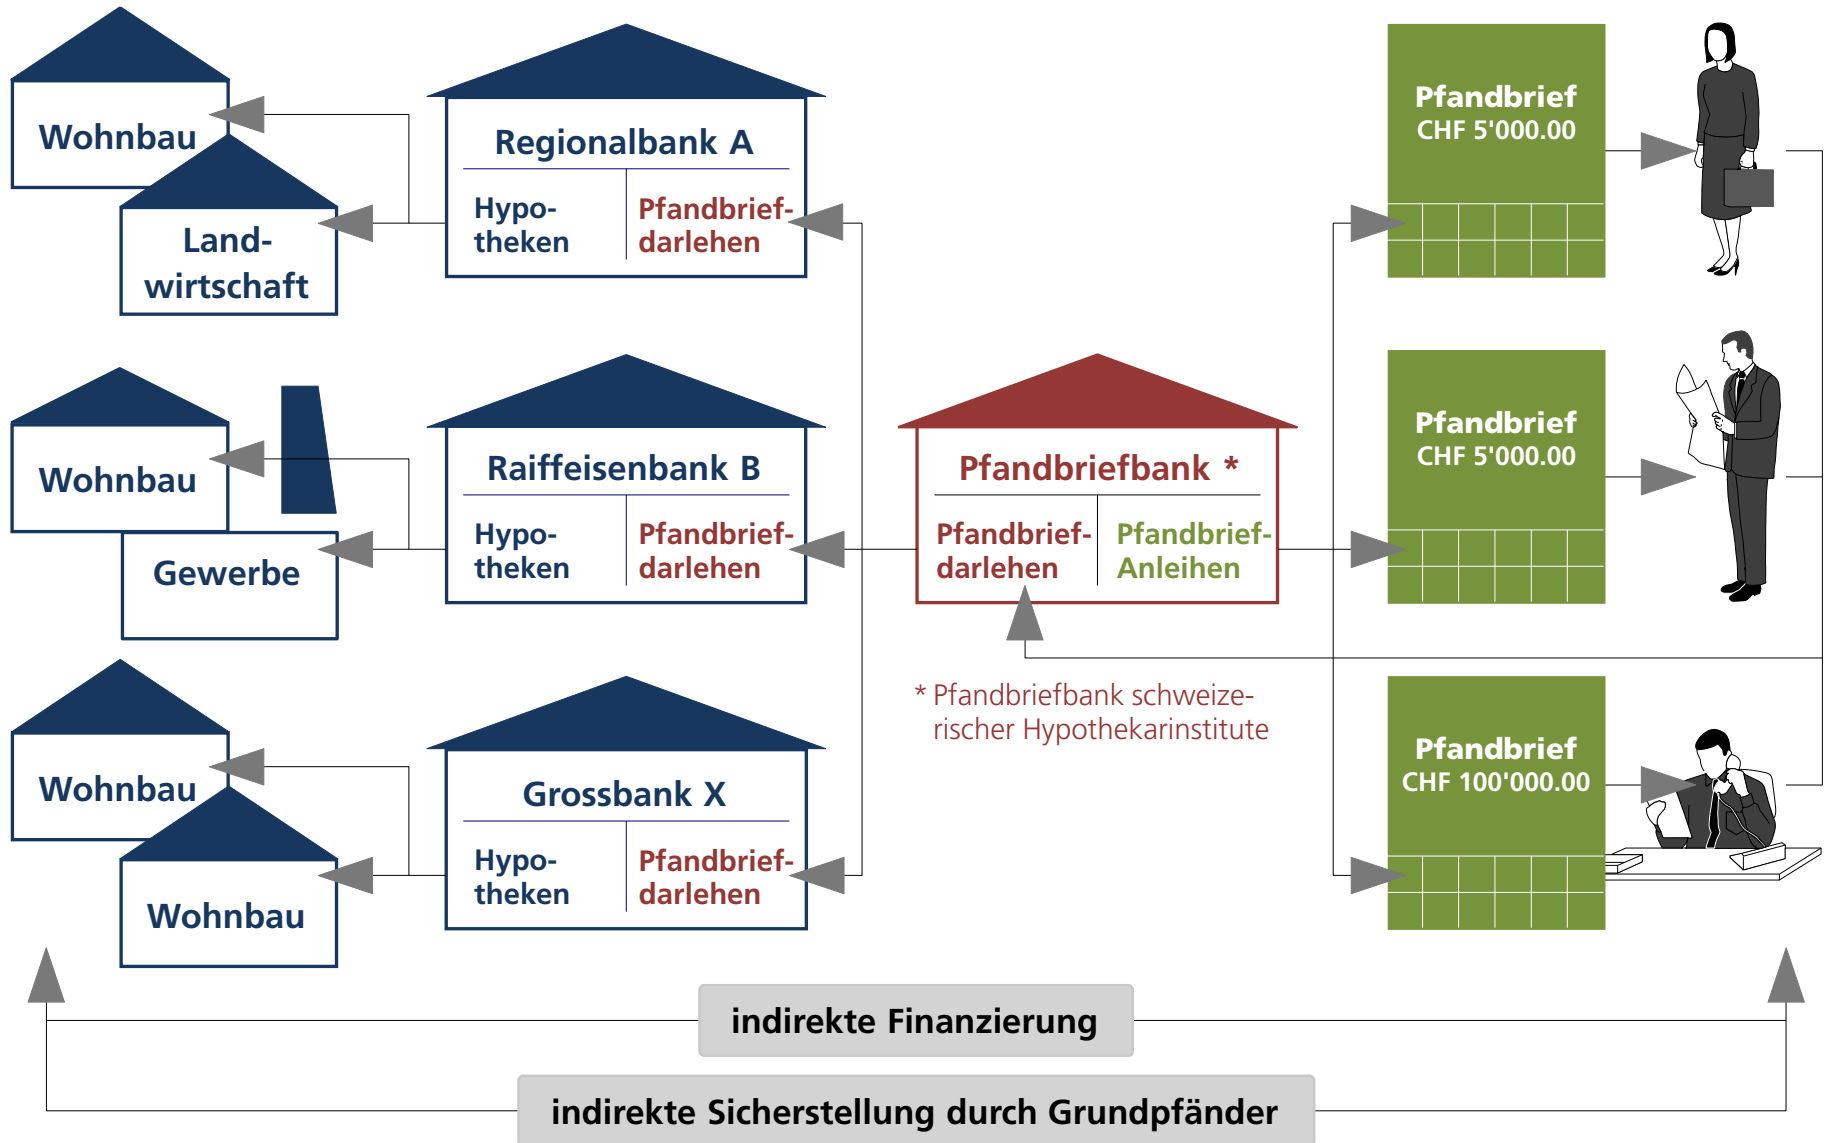 Wohnbau
Land-
wirtschaft
Regionalbank A
Hypo-
theken
Pfandbrief-
darlehen
Pfandbrief
CHF 5'000.00
Wohnbau
Gewerbe
Raiffeisenbank B
Hypo-
theken
Pfandbrief-
darlehen
Pfandbriefbank *
Pfandbrief-
darlehen
Pfandbrief-
Anleihen
* Pfandbriefbank schweize-
rischer Hypothekarinstitute
Pfandbrief
CHF 5'000.00
Wohnbau
Wohnbau
Grossbank X
Hypo-
theken
Pfandbrief-
darlehen
Pfandbrief
CHF 100'000.00
indirekte Finanzierung
indirekte Sicherstellung durch Grundpfänder